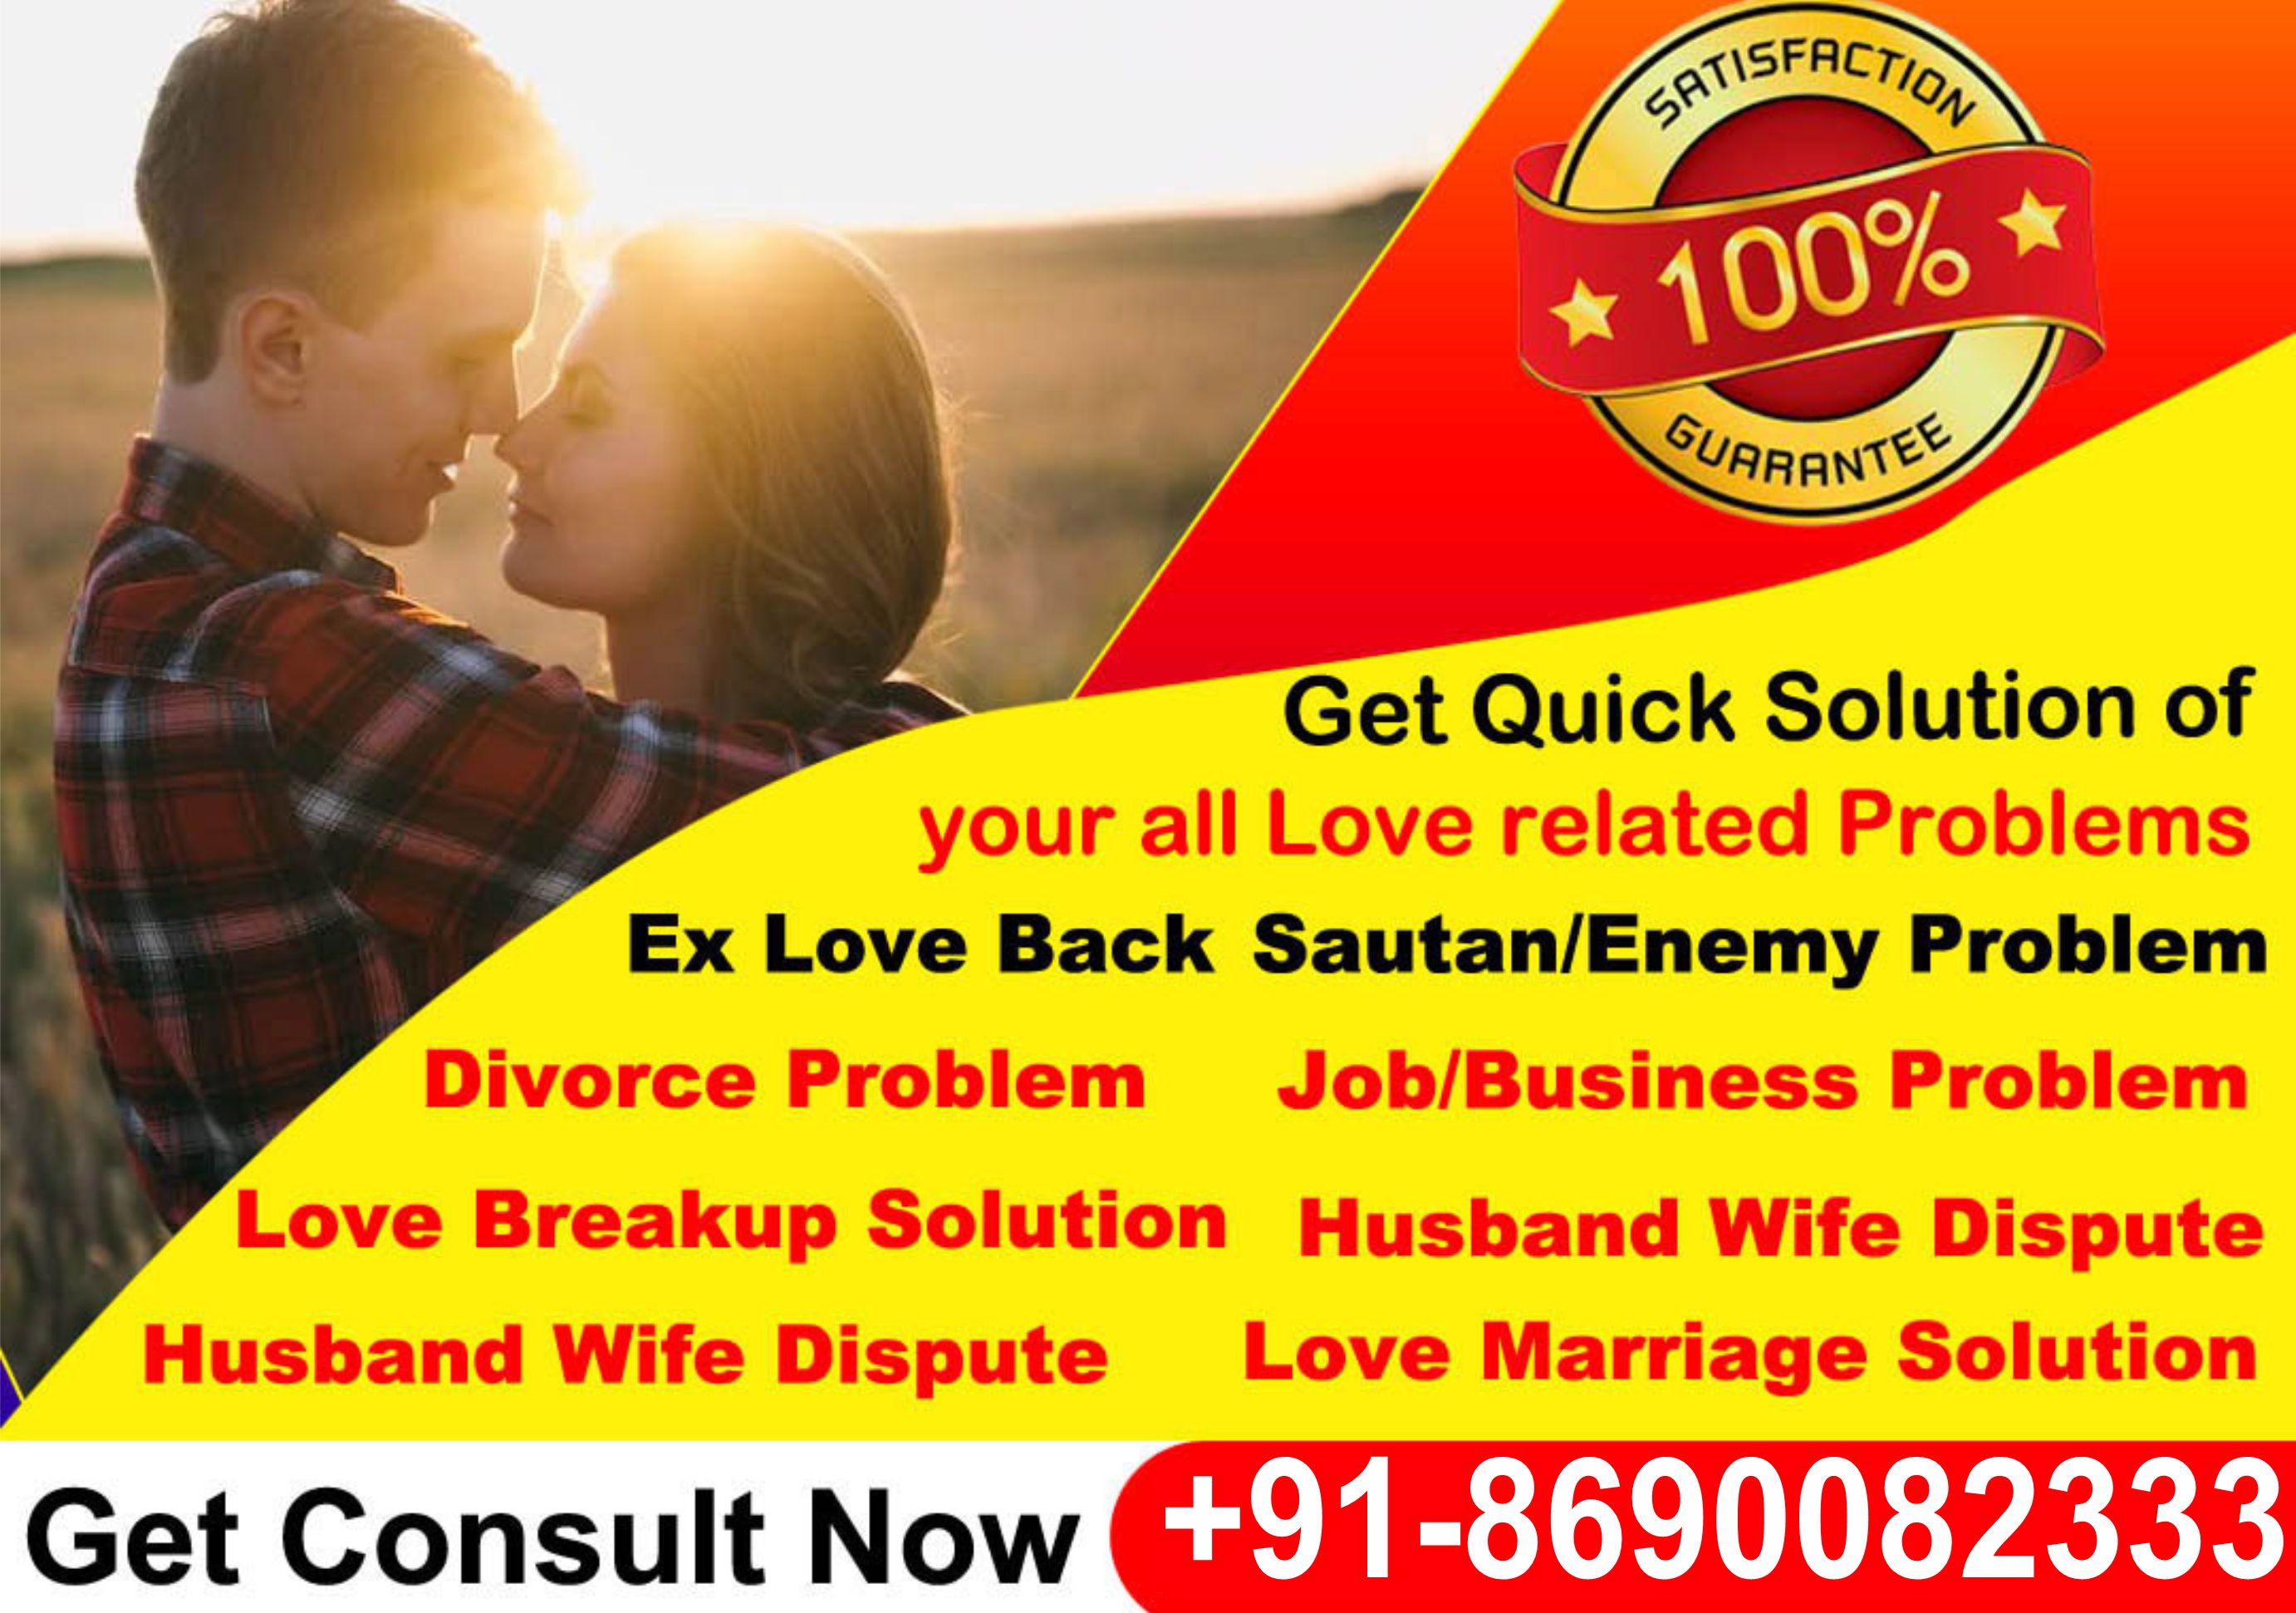 SATISFACTION
100%
GUARANTEE
Get Quick Solution of
your all Love related Problems
Ex Love Back Sautan/Enemy Problem
Divorce Problem Job/Business Problem
Love Breakup Solution Husband Wife Dispute
Husband Wife Dispute Love Marriage Solution
Get Consult Now +91-8690082333